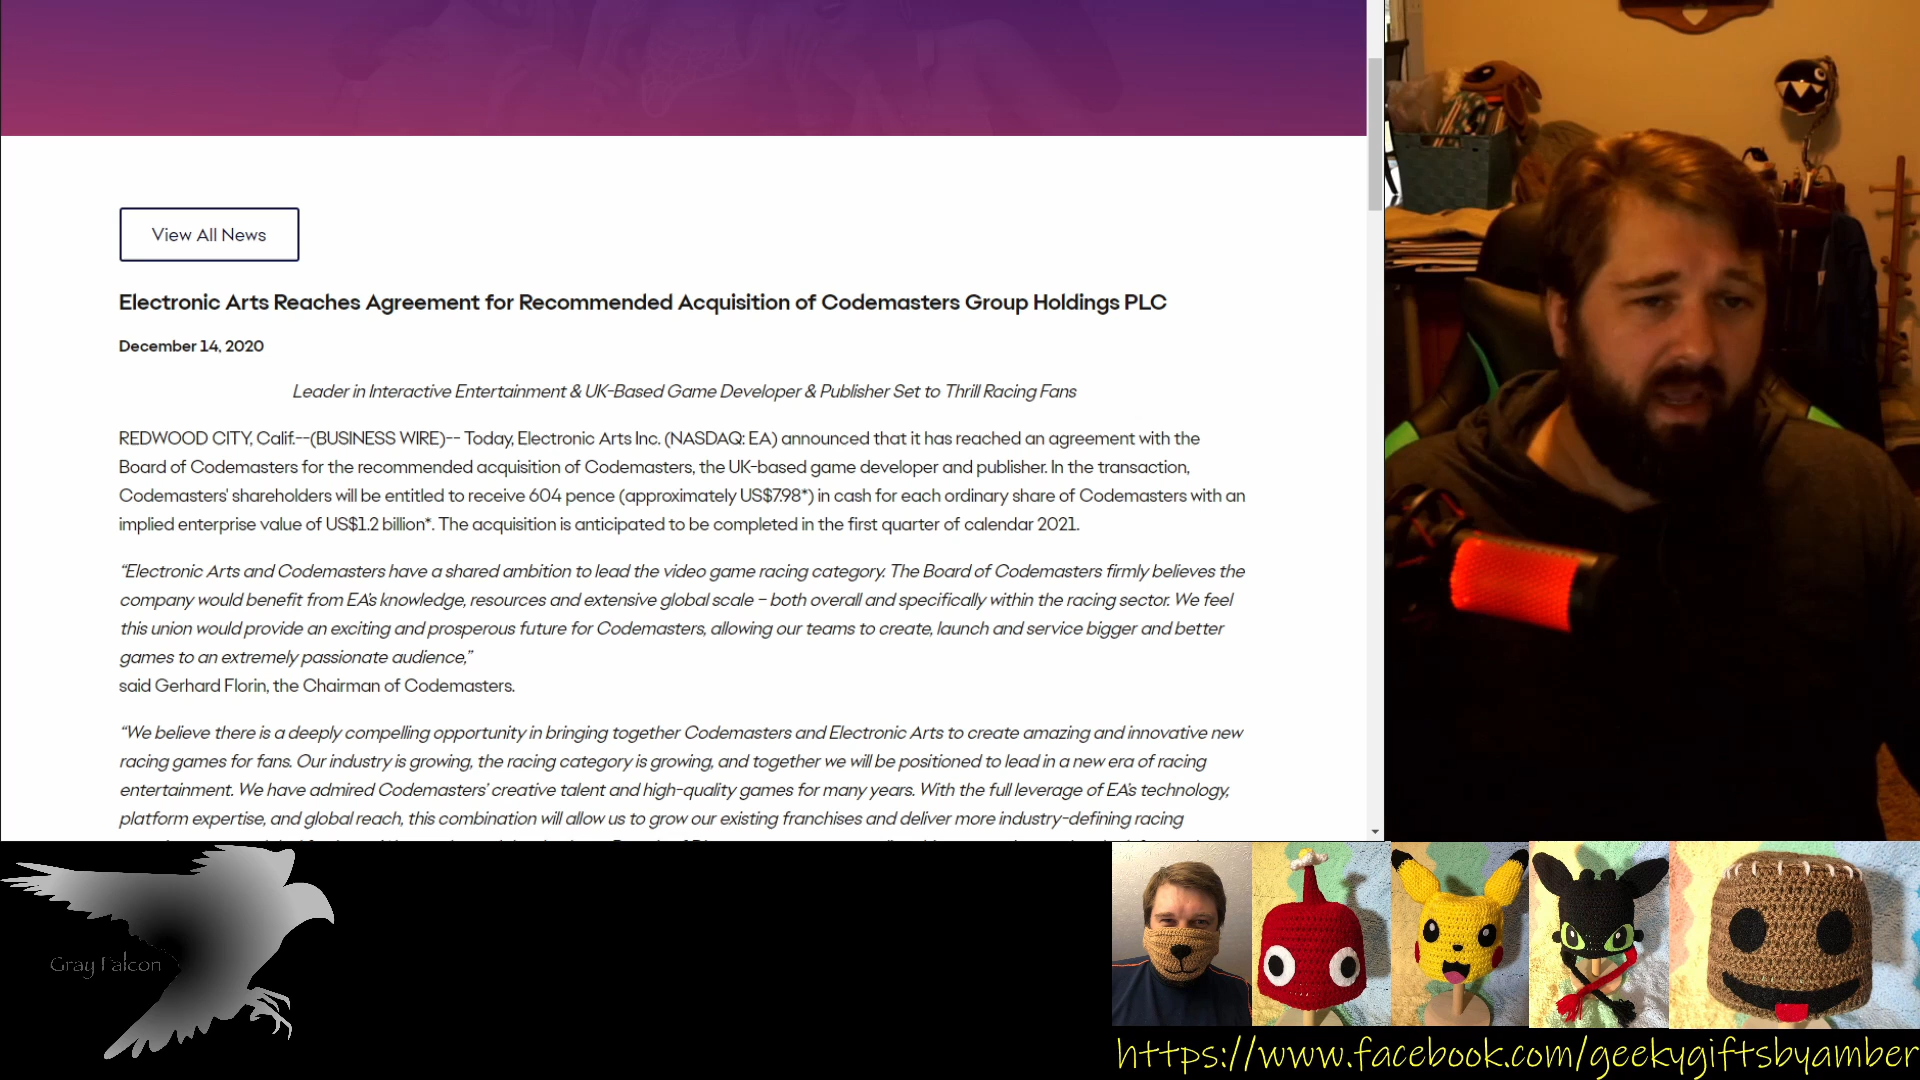 View All News
Electronic Arts Reaches Agreement for Recommended Acquisition of Codemasters Group Holdings PLC
December 14, 2020
Leader in Interactive Entertainment & UK-Based Game Developer & Publisher Set to Thrill Racing Fans
REDWOOD CITY, Calif.--(BUSINESS WIRE)-- Today, Electronic Arts Inc. (NASDAQ: EA) announced that it has reached an agreement with the
Board of Codemasters for the recommended acquisition of Codemasters, the UK-based game developer and publisher. In the transaction,
Codemasters' shareholders will be entitled to receive 604 pence (approximately US$7.98*) in cash for each ordinary share of Codemasters with an
implied enterprise value of US$1.2 billion*. The acquisition is anticipated to be completed in the first quarter of calendar 2021.
“Electronic Arts and Codemasters have a shared ambition to lead the video game racing category. The Board of Codemasters firmly believes the
company would benefit from EA’s knowledge, resources and extensive global scale – both overall and specifically within the racing sector. We feel
this union would provide an exciting and prosperous future for Codemasters, allowing our teams to create, launch and service bigger and better
games to an extremely passionate audience,”
said Gerhard Florin, the Chairman of Codemasters.
“We believe there is a deeply compelling opportunity in bringing together Codemasters and Electronic Arts to create amazing and innovative new
racing games for fans. Our industry is growing, the racing category is growing, and together we will be positioned to lead in a new era of racing
entertainment. We have admired Codemasters’ creative talent and high-quality games for many years. With the full leverage of EA’s technology,
platform expertise, and global reach, this combination will allow us to grow our existing franchises and deliver more industry-defining racing
Gray Falcon
https://www.facebook.com/geekygiftsbyamber